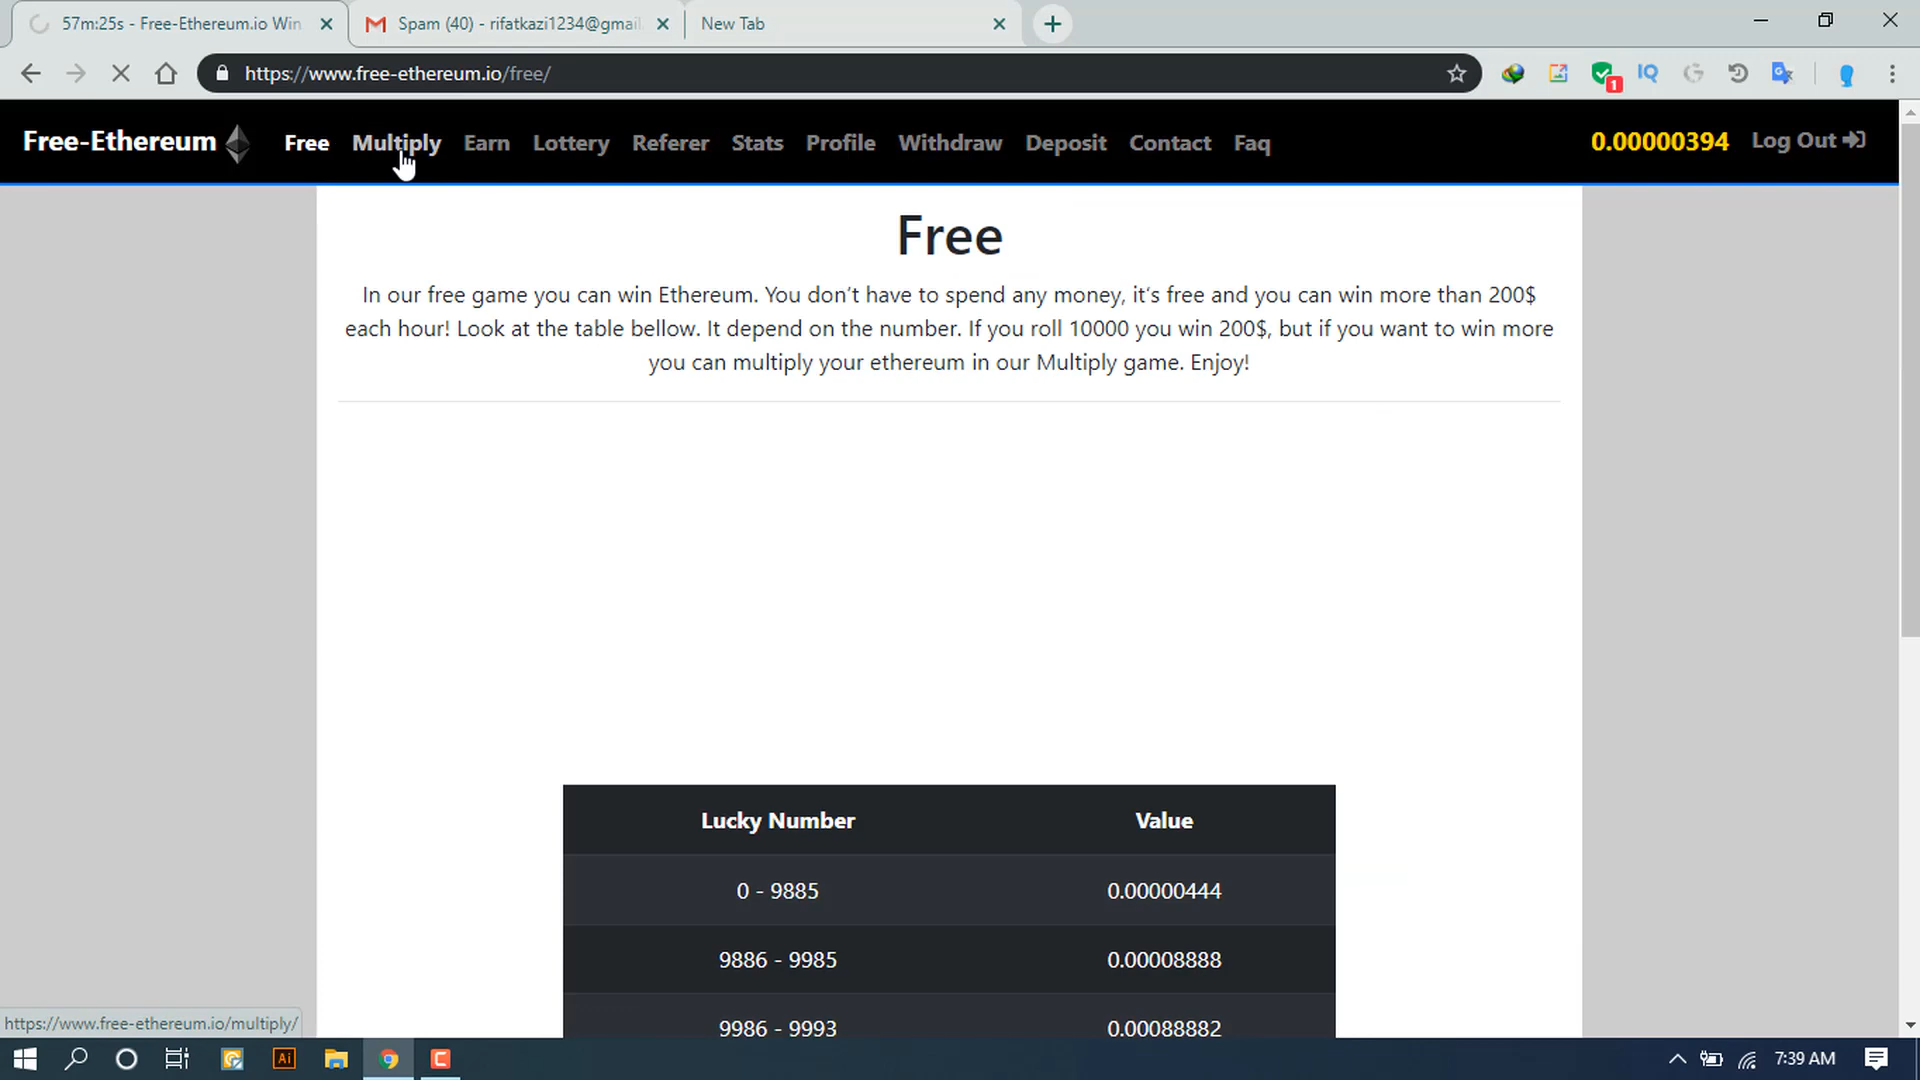 57m:25s - Free-Ethereum.io Win
Spam (40) - rifatkazi1234@gmai
New Tab
https://www.free-ethereum.io/free/
1
IQ
Free-Ethereum
Free
Multiply
Earn
Lottery
Referer
Stats
Profile
Withdraw
Deposit
Contact
Faq
0.00000394
Log Out
Free
In our free game you can win Ethereum. You don't have to spend any money, it's free and you can win more than 200$
each hour! Look at the table bellow. It depend on the number. If you roll 10000 you win 200$, but if you want to win more
you can multiply your ethereum in our Multiply game. Enjoy!
Lucky Number Value
0 - 9885 0.00000444
9886 - 9985 0.00008888
9986 - 9993 0.00088882
https://www.free-ethereum.io/multiply/
Ai
C
7:39 AM